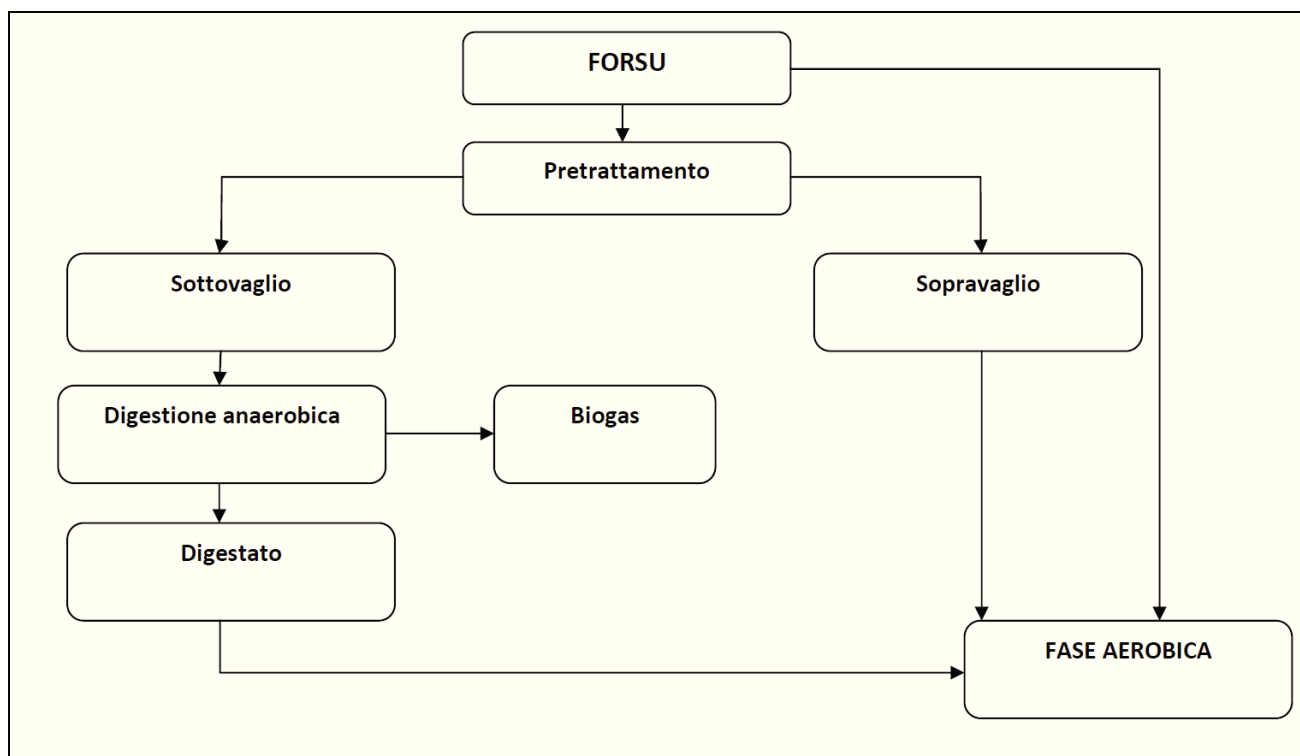 FORSU
Pretrattamento
Sottovaglio
Sopravaglio
Digestione anaerobica
Biogas
Digestato
FASE AEROBICA